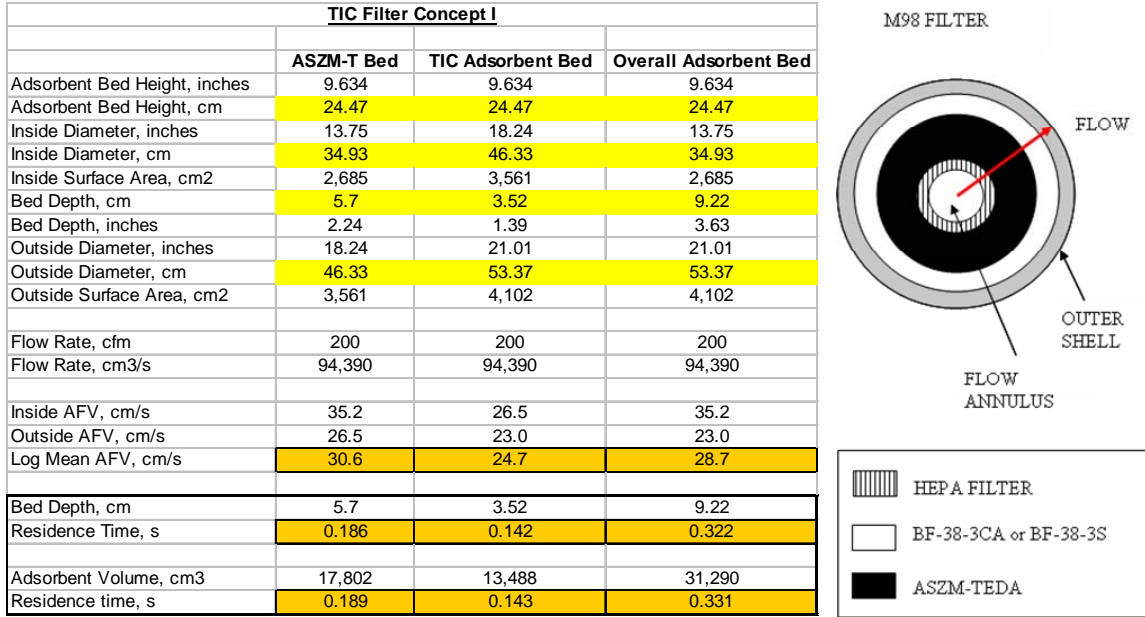 TIC Filter Concept I
ASZM-T Bed TIC Adsorbent Bed Overall Adsorbent Bed
Adsorbent Bed Height, inches 9.634 9.634 9.634
Adsorbent Bed Height, cm 24.47 24.47 24.47
Inside Diameter, inches 13.75 18.24 13.75
Inside Diameter, cm 34.93 46.33 34.93
Inside Surface Area, cm2 2,685 3,561 2,685
Bed Depth, cm 5.7 3.52 9.22
Bed Depth, inches 2.24 1.39 3.63
Outside Diameter, inches 18.24 21.01 21.01
Outside Diameter, cm 46.33 53.37 53.37
Outside Surface Area, cm2 3,561 4,102 4,102
Flow Rate, cfm 200 200 200
Flow Rate, cm3/s 94,390 94,390 94,390
Inside AFV, cm/s 35.2 26.5 35.2
Outside AFV, cm/s 26.5 23.0 23.0
Log Mean AFV, cm/s 30.6 24.7 28.7
Bed Depth, cm 5.7 3.52 9.22
Residence Time, s 0.186 0.142 0.322
Adsorbent Volume, cm3 17,802 13,488 31,290
Residence time, s 0.189 0.143 0.331
M98 FILTER
FLOW
OUTER
SHELL
FLOW
ANNULUS
HEPA FILTER
BF-38-3CA or BF-38-3S
ASZM-TEDA